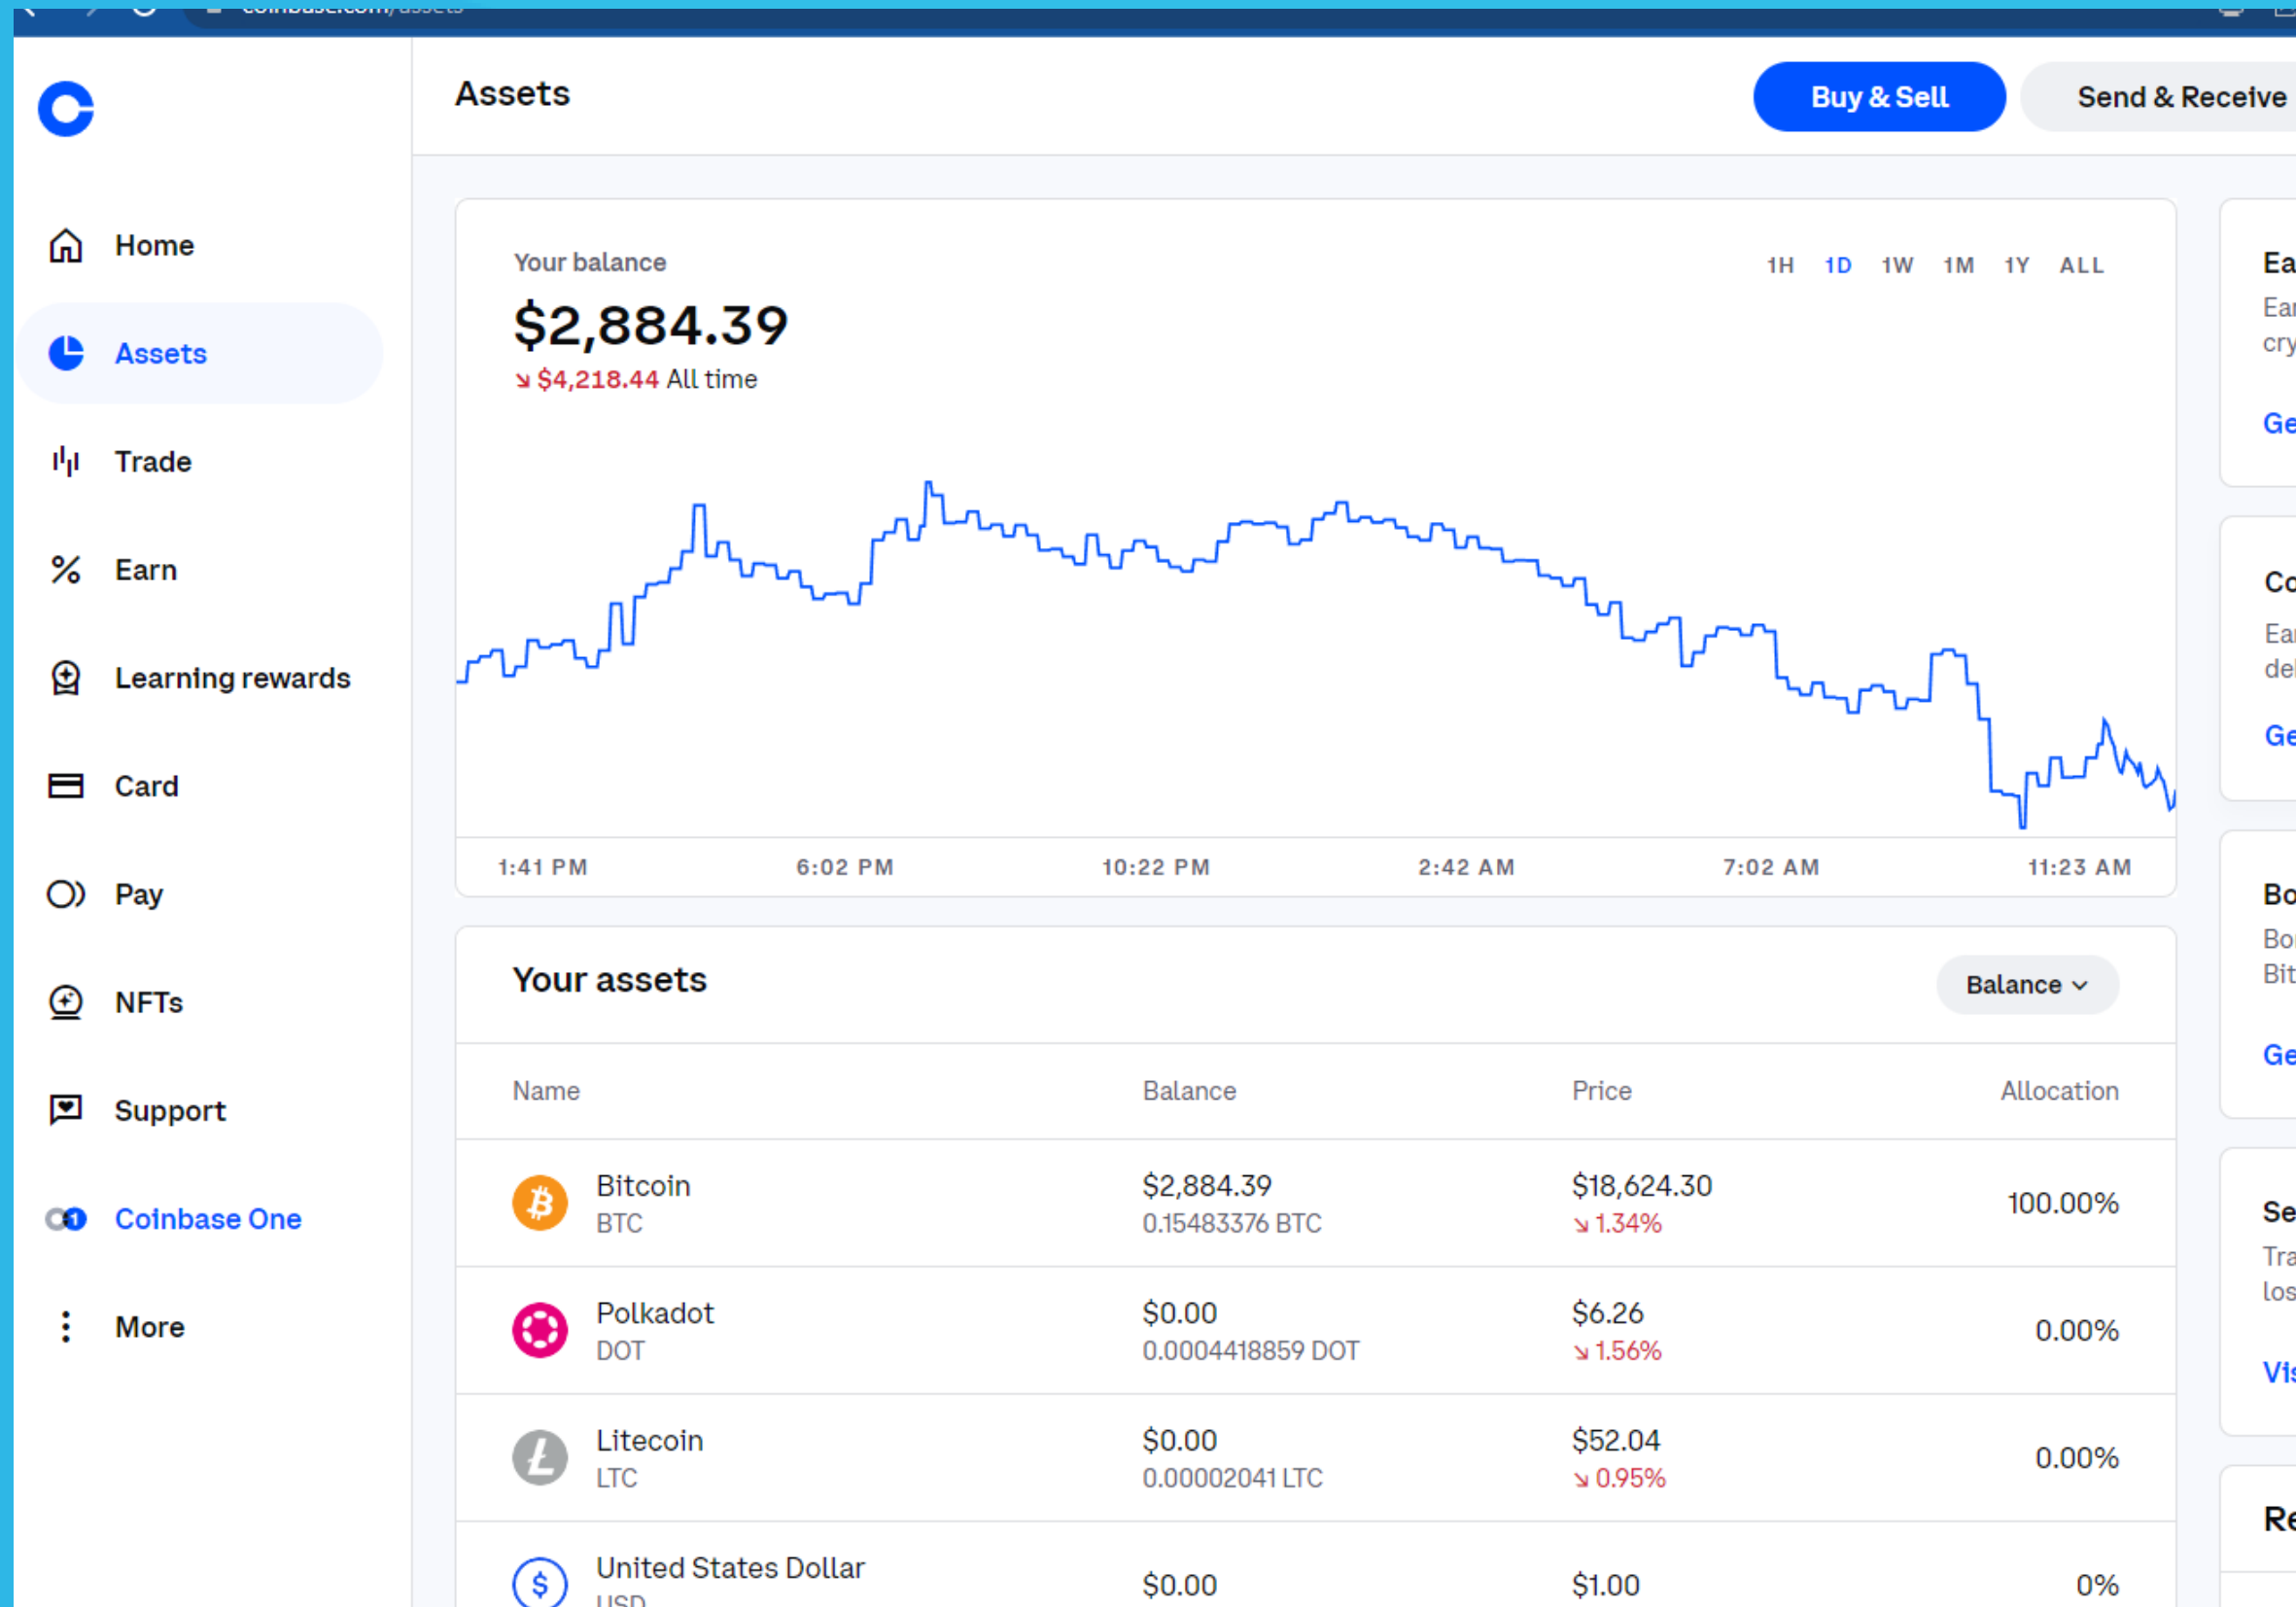 coinbase.com/assets
Assets
Buy & Sell
Send & Receive
Home
Assets
Trade
Earn
Learning rewards
Card
Pay
NFTs
Support
Coinbase One
More
Your balance
1H 1D 1W 1M 1Y ALL
$2,884.39
↘ $4,218.44 All time
1:41 PM 6:02 PM 10:22 PM 2:42 AM 7:02 AM 11:23 AM
Your assets
Balance
Name Balance Price Allocation
Bitcoin $2,884.39 $18,624.30 100.00%
BTC 0.15483376 BTC ↘ 1.34%
Polkadot $0.00 $6.26 0.00%
DOT 0.0004418859 DOT ↘ 1.56%
Litecoin $0.00 $52.04 0.00%
LTC 0.00002041 LTC ↘ 0.95%
United States Dollar $0.00 $1.00 0%
USD